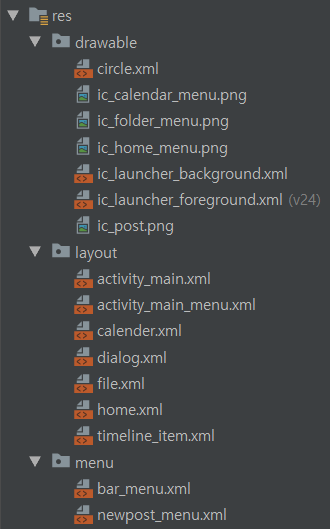 res
drawable
circle.xml
ic_calendar_menu.png
ic_folder_menu.png
ic_home_menu.png
ic_launcher_background.xml
ic_launcher_foreground.xml (v24)
ic_post.png
layout
activity_main.xml
activity_main_menu.xml
calender.xml
dialog.xml
file.xml
home.xml
timeline_item.xml
menu
bar_menu.xml
newpost_menu.xml